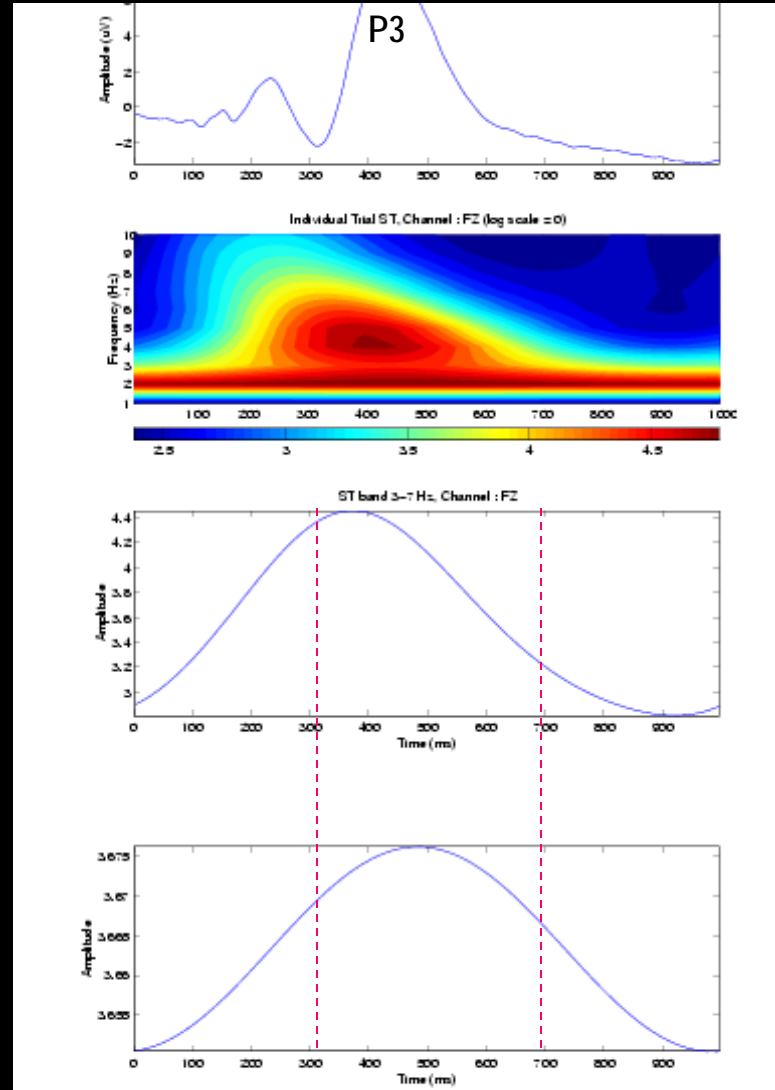 P3
6
4
2
0
-2
Amplitude (uV)
0 100 200 300 400 500 600 700 800 900
Individual Trial ST, Channel : FZ (log scale = 0)
10
9
8
7
6
5
4
3
2
1
Frequency (Hz)
100 200 300 400 500 600 700 800 900 1000
2.5 3 3.5 4 4.5
ST band 3-7 Hz, Channel : FZ
4.4
4.2
4
3.8
3.6
3.4
3.2
3
Amplitude
0 100 200 300 400 500 600 700 800 900
Time (ms)
3.675
3.67
3.665
3.66
3.655
Amplitude
0 100 200 300 400 500 600 700 800 900
Time (ms)